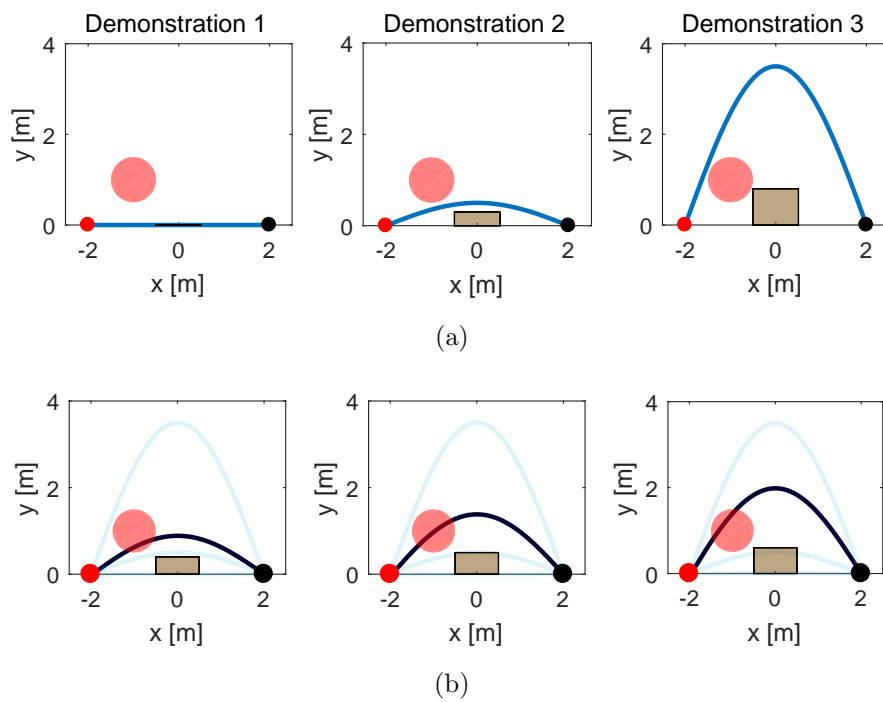 Demonstration 1 Demonstration 2 Demonstration 3
4 4 4
y [m] y [m] y [m]
2 2 2
0 0 0
-2 0 2 -2 0 2 -2 0 2
x [m] x [m] x [m]
(a)
4 4 4
y [m] y [m] y [m]
2 2 2
0 0 0
-2 0 2 -2 0 2 -2 0 2
x [m] x [m] x [m]
(b)